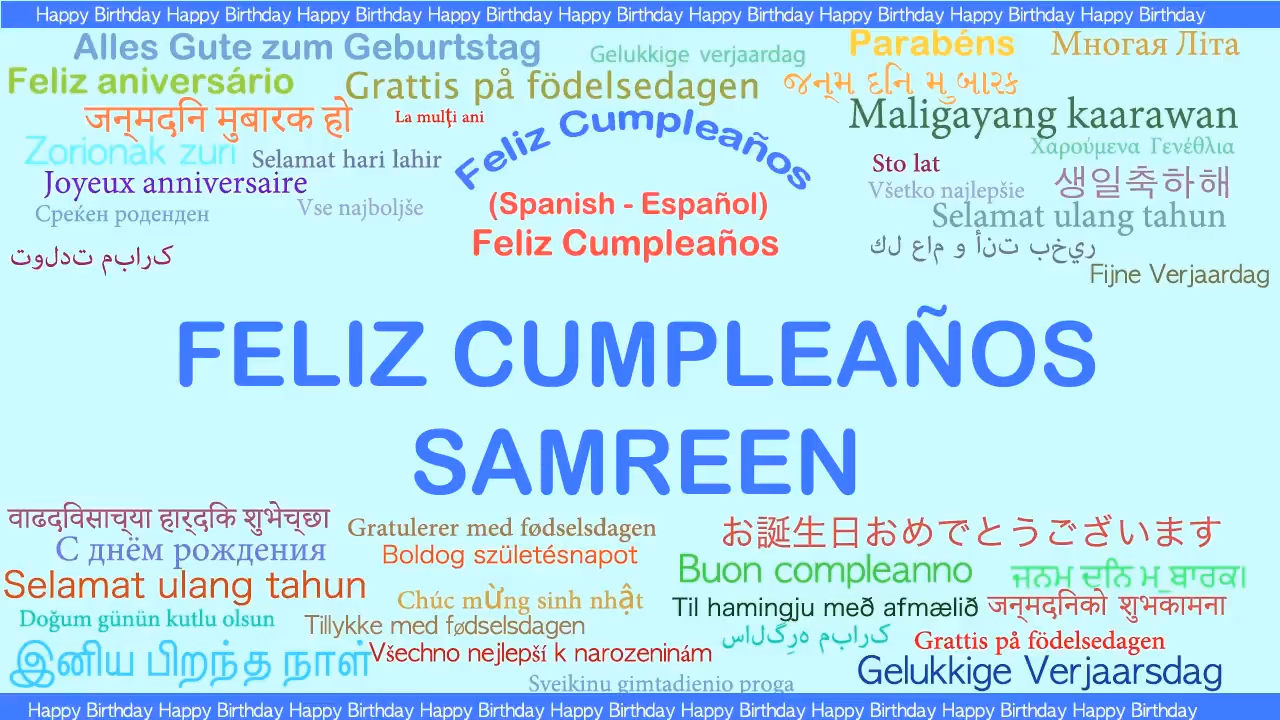 Happy Birthday Happy Birthday Happy Birthday Happy Birthday Happy Birthday Happy Birthday Happy Birthday Happy Birthday Happy Birthday
Alles Gute zum Geburtstag
Gelukkige verjaardag
Parabéns
Многая Літа
Feliz aniversário
Grattis på födelsedagen
જન્મ દિન મુબારક
जन्मदिन मुबारक हो
La mulţi ani
Feliz Cumpleaños
Maligayang kaarawan
Zorionak zuri
Selamat hari lahir
Sto lat
Χαρούμενα Γενέθλια
Joyeux anniversaire
(Spanish - Español)
Všetko najlepšie
생일축하해
Среќен роденден
Vse najboljše
Selamat ulang tahun
Feliz Cumpleaños
تولدت مبارک
كل عام و أنت بخير
Fijne Verjaardag
FELIZ CUMPLEAÑOS
SAMREEN
वाढदिवसाच्या हार्दिक शुभेच्छा
Gratulerer med fødselsdagen
お誕生日おめでとうございます
С днём рождения
Boldog születésnapot
Buon compleanno
ਜਨਮ ਦਿਨ ਮੁਬਾਰਕ।
Selamat ulang tahun
Chúc mừng sinh nhật
Til hamingju með afmælið
जन्मदिनको शुभकामना
Doğum günün kutlu olsun
Tillykke med fødselsdagen
سالگرہ مبارک
Grattis på födelsedagen
இனிய பிறந்த நாள்
Všechno nejlepší k narozeninám
Gelukkige Verjaarsdag
Sveikinu gimtadienio proga
Happy Birthday Happy Birthday Happy Birthday Happy Birthday Happy Birthday Happy Birthday Happy Birthday Happy Birthday Happy Birthday